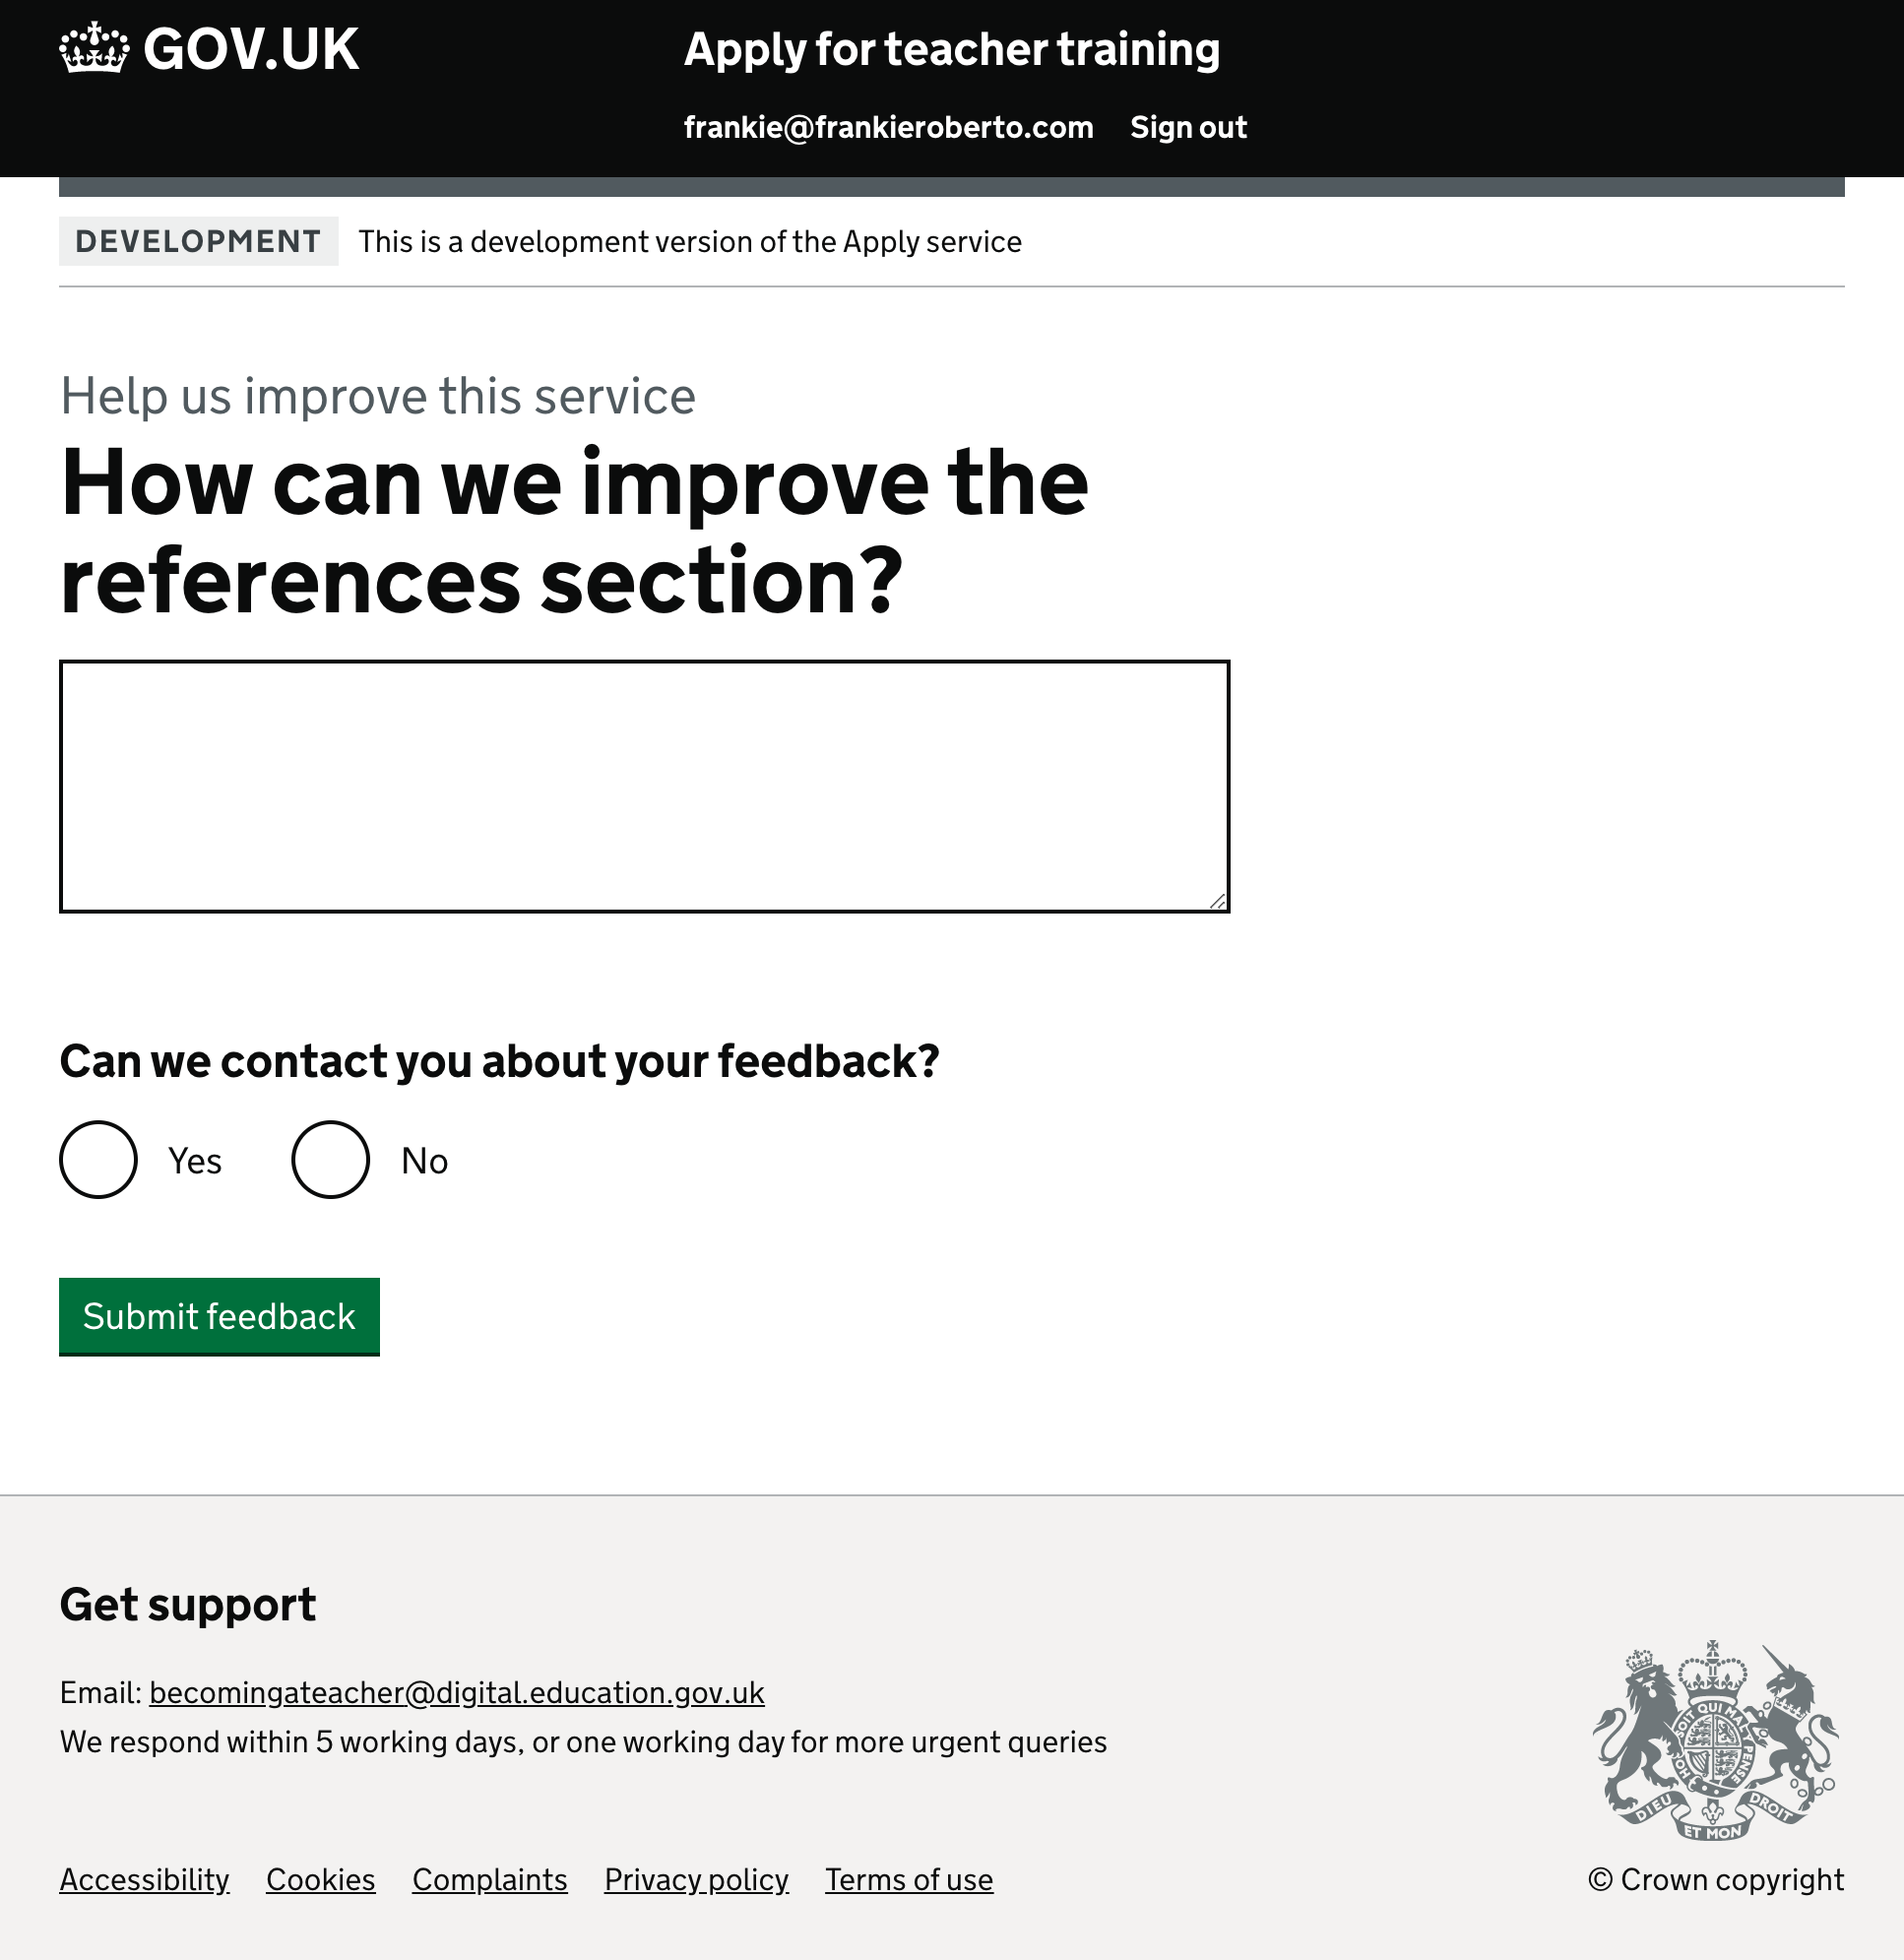 GOV.UK
Apply for teacher training
frankie@frankieroberto.com Sign out
DEVELOPMENT This is a development version of the Apply service
Help us improve this service
How can we improve the
references section?
Can we contact you about your feedback?
Yes No
Submit feedback
Get support
Email: becomingateacher@digital.education.gov.uk
We respond within 5 working days, or one working day for more urgent queries
DIEU ET MON DROIT
Accessibility Cookies Complaints Privacy policy Terms of use
© Crown copyright